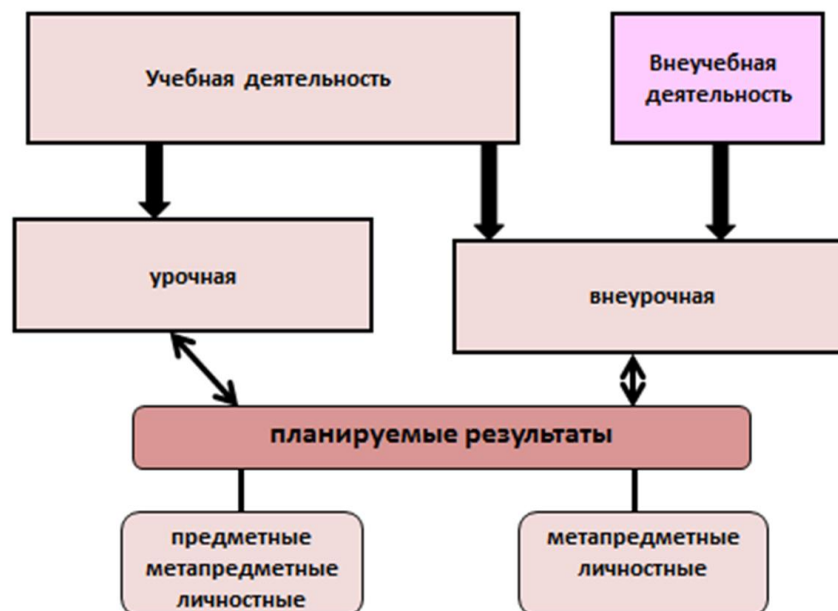 Учебная деятельность
Внеучебная
деятельность
урочная
внеурочная
планируемые результаты
предметные
метапредметные
личностные
метапредметные
личностные